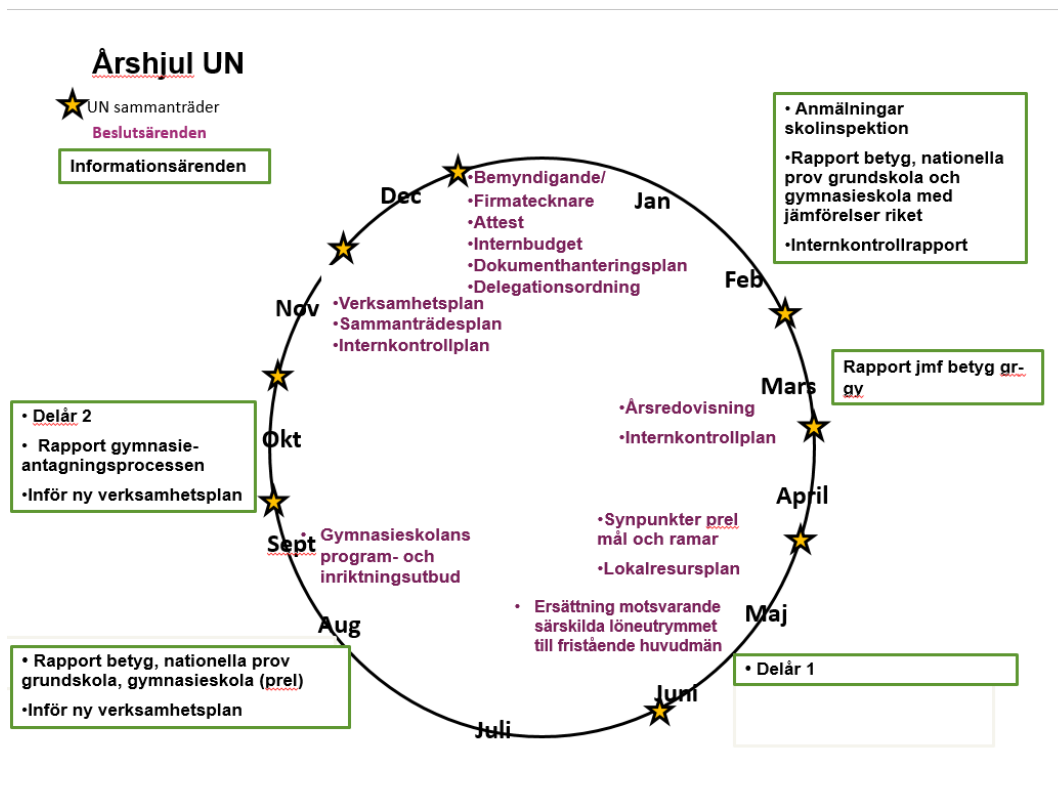 Årshjul UN
UN sammanträder
Beslutsärenden
Informationsärenden
• Anmälningar
skolinspektion
•Rapport betyg, nationella
prov grundskola och
gymnasieskola med
jämförelser riket
•Internkontrollrapport
Dec
•Bemyndigande/
•Firmatecknare
•Attest
•Internbudget
•Dokumenthanteringsplan
•Delegationsordning
Jan
Feb
Nov
•Verksamhetsplan
•Sammanträdesplan
•Internkontrollplan
Mars
Rapport jmf betyg gr-
gy
•Årsredovisning
•Internkontrollplan
• Delår 2
• Rapport gymnasie-
antagningsprocessen
•Inför ny verksamhetsplan
Okt
April
•Synpunkter prel
mål och ramar
•Lokalresursplan
Sept
• Gymnasieskolans
program- och
inriktningsutbud
• Ersättning motsvarande
särskilda löneutrymmet
till fristående huvudmän
Maj
Aug
• Rapport betyg, nationella prov
grundskola, gymnasieskola (prel)
•Inför ny verksamhetsplan
• Delår 1
Juni
Juli